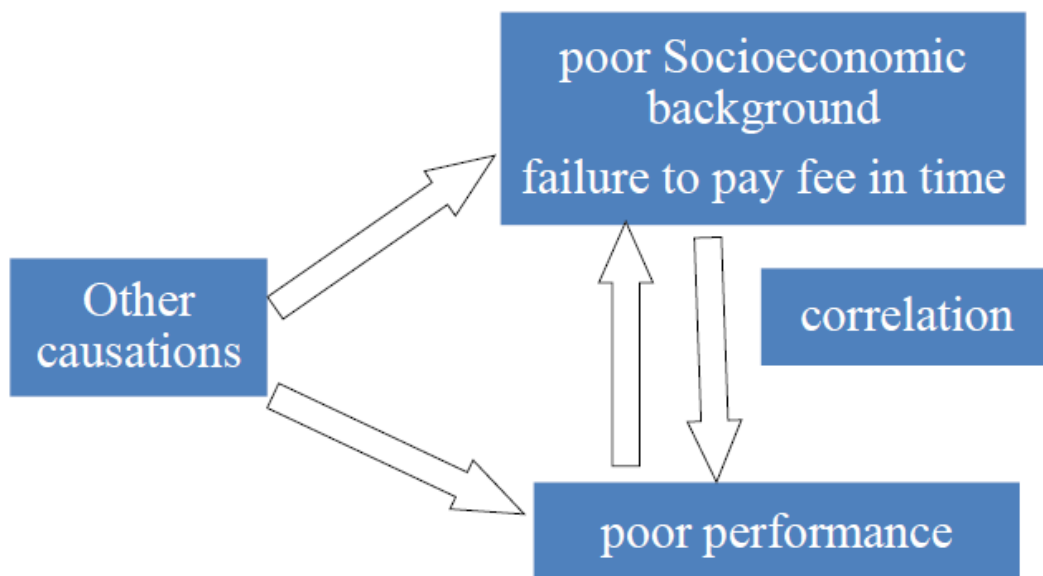 poor Socioeconomic
background
failure to pay fee in time
Other
causations
correlation
poor performance